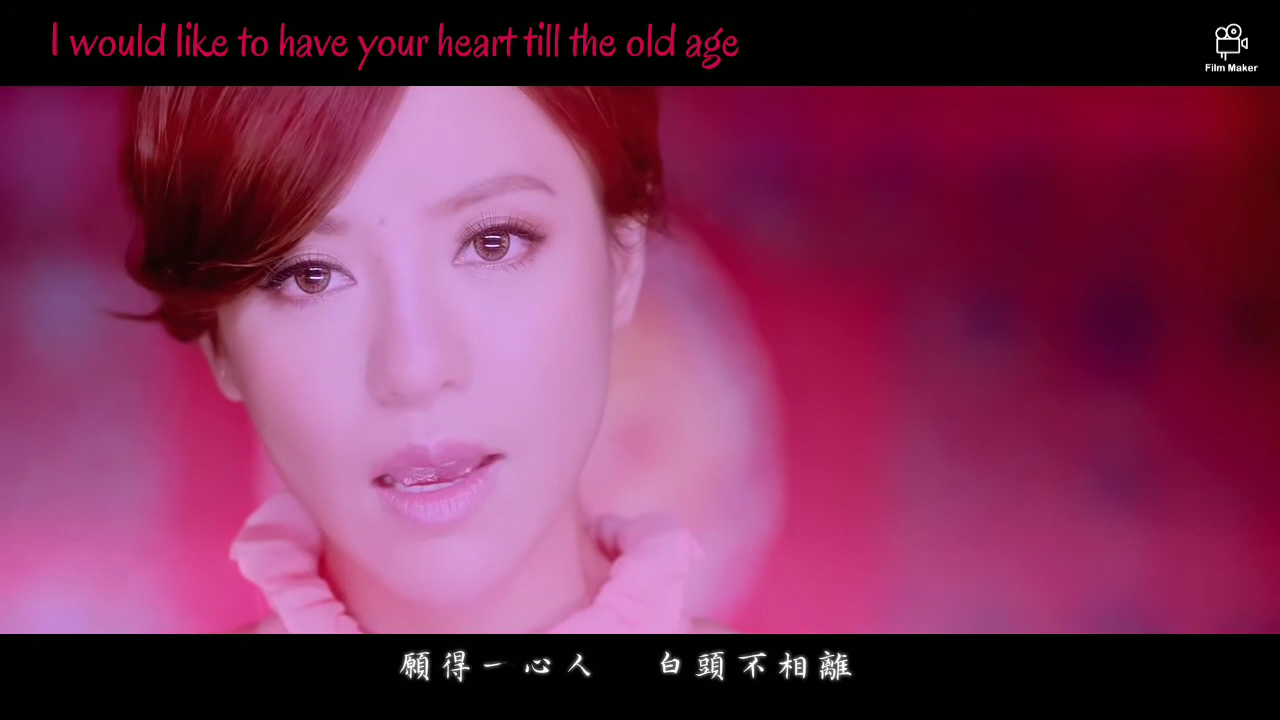 I would like to have your heart till the old age
Film Maker
願得一心人 白頭不相離